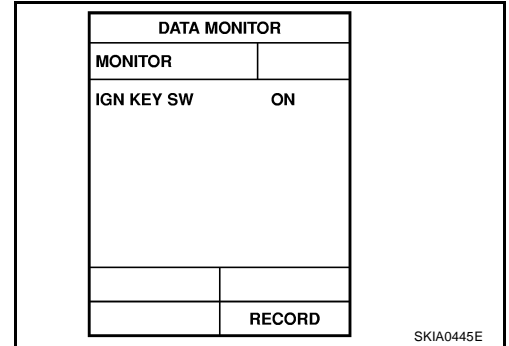 DATA MONITOR
MONITOR
IGN KEY SW ON
RECORD
SKIA0445E